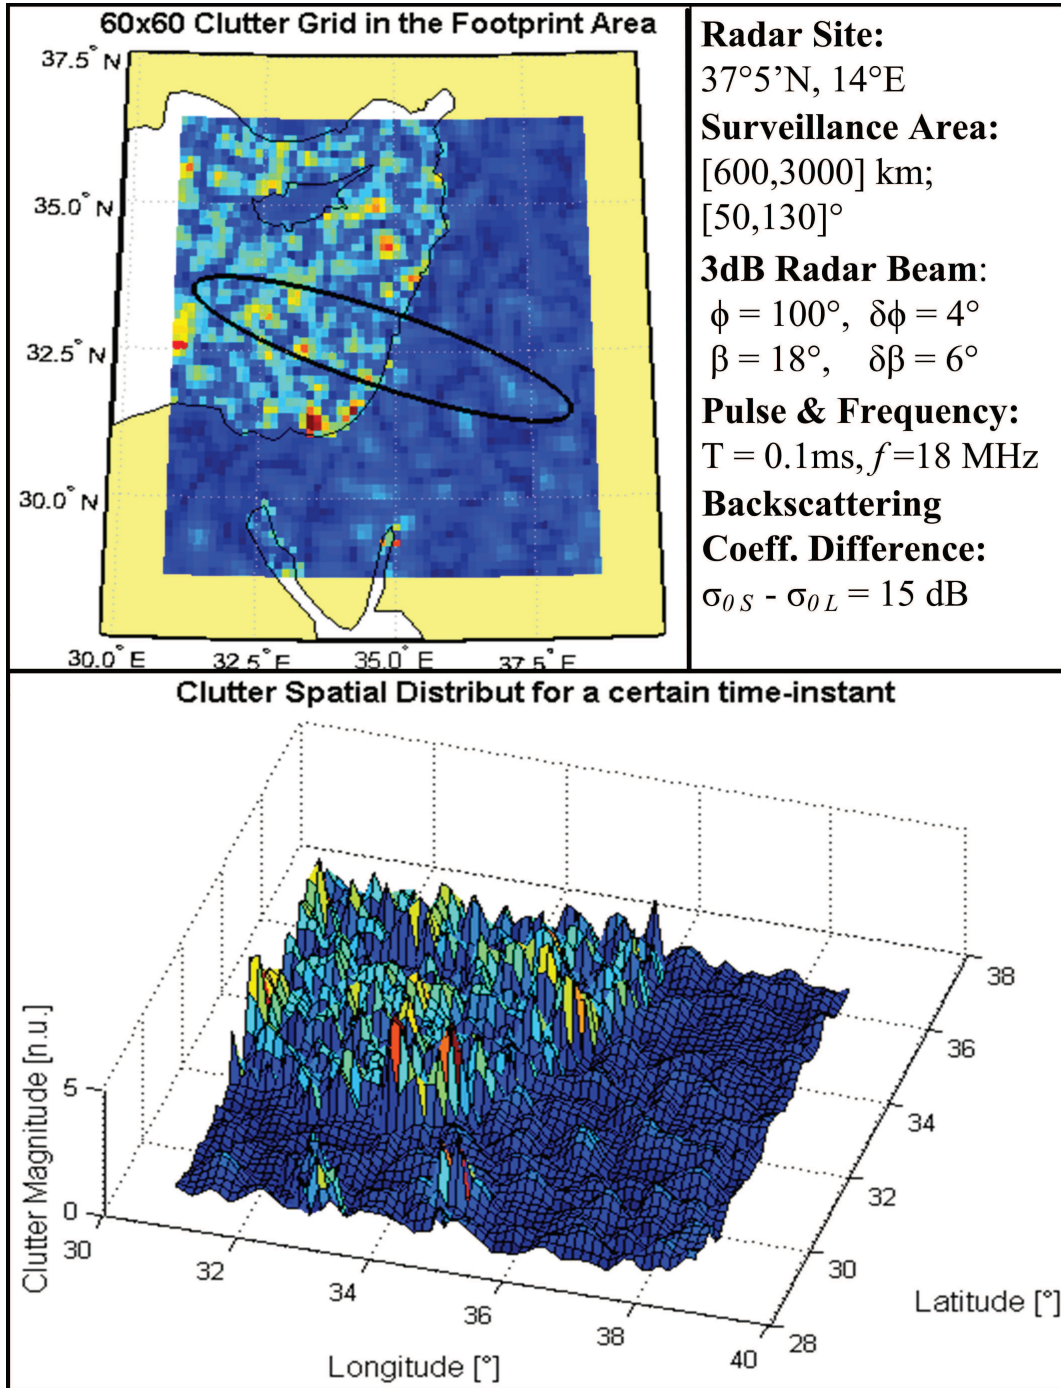 60x60 Clutter Grid in the Footprint Area
37.5° N
35.0° N
32.5° N
30.0° N
30.0° E
32.5° E
35.0° E
37.5° E
Radar Site:
37°5’N, 14°E
Surveillance Area:
[600,3000] km;
[50,130]°
3dB Radar Beam:
ϕ = 100°, δϕ = 4°
β = 18°, δβ = 6°
Pulse & Frequency:
T = 0.1ms, f =18 MHz
Backscattering
Coeff. Difference:
σ0 S - σ0 L = 15 dB
Clutter Spatial Distribut for a certain time-instant
Clutter Magnitude [n.u.]
5
0
30
32
34
36
38
40
Longitude [°]
28
30
32
34
36
38
Latitude [°]